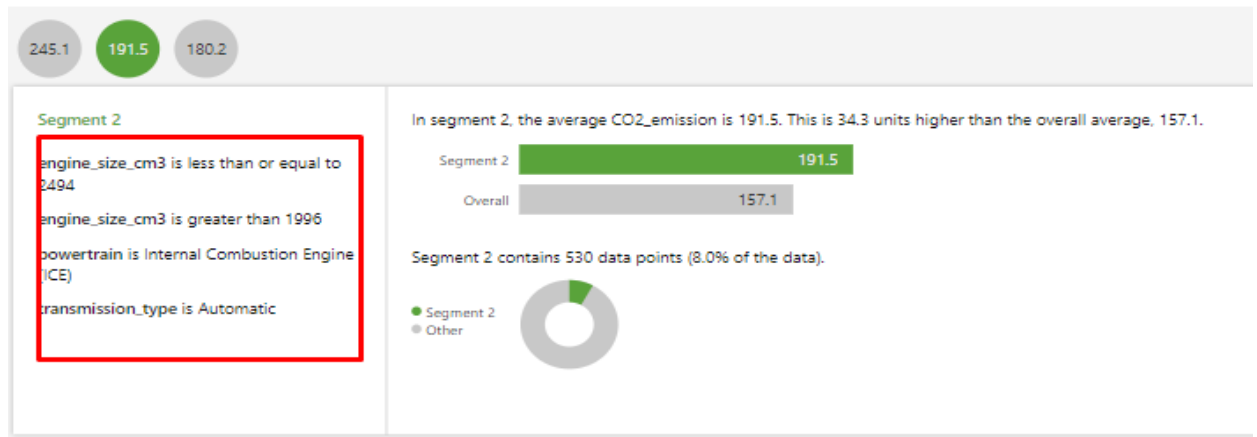 245.1 191.5 180.2
Segment 2
engine_size_cm3 is less than or equal to
2494
engine_size_cm3 is greater than 1996
powertrain is Internal Combustion Engine
(ICE)
transmission_type is Automatic
In segment 2, the average CO2_emission is 191.5. This is 34.3 units higher than the overall average, 157.1.
Segment 2 191.5
Overall 157.1
Segment 2 contains 530 data points (8.0% of the data).
Segment 2
Other